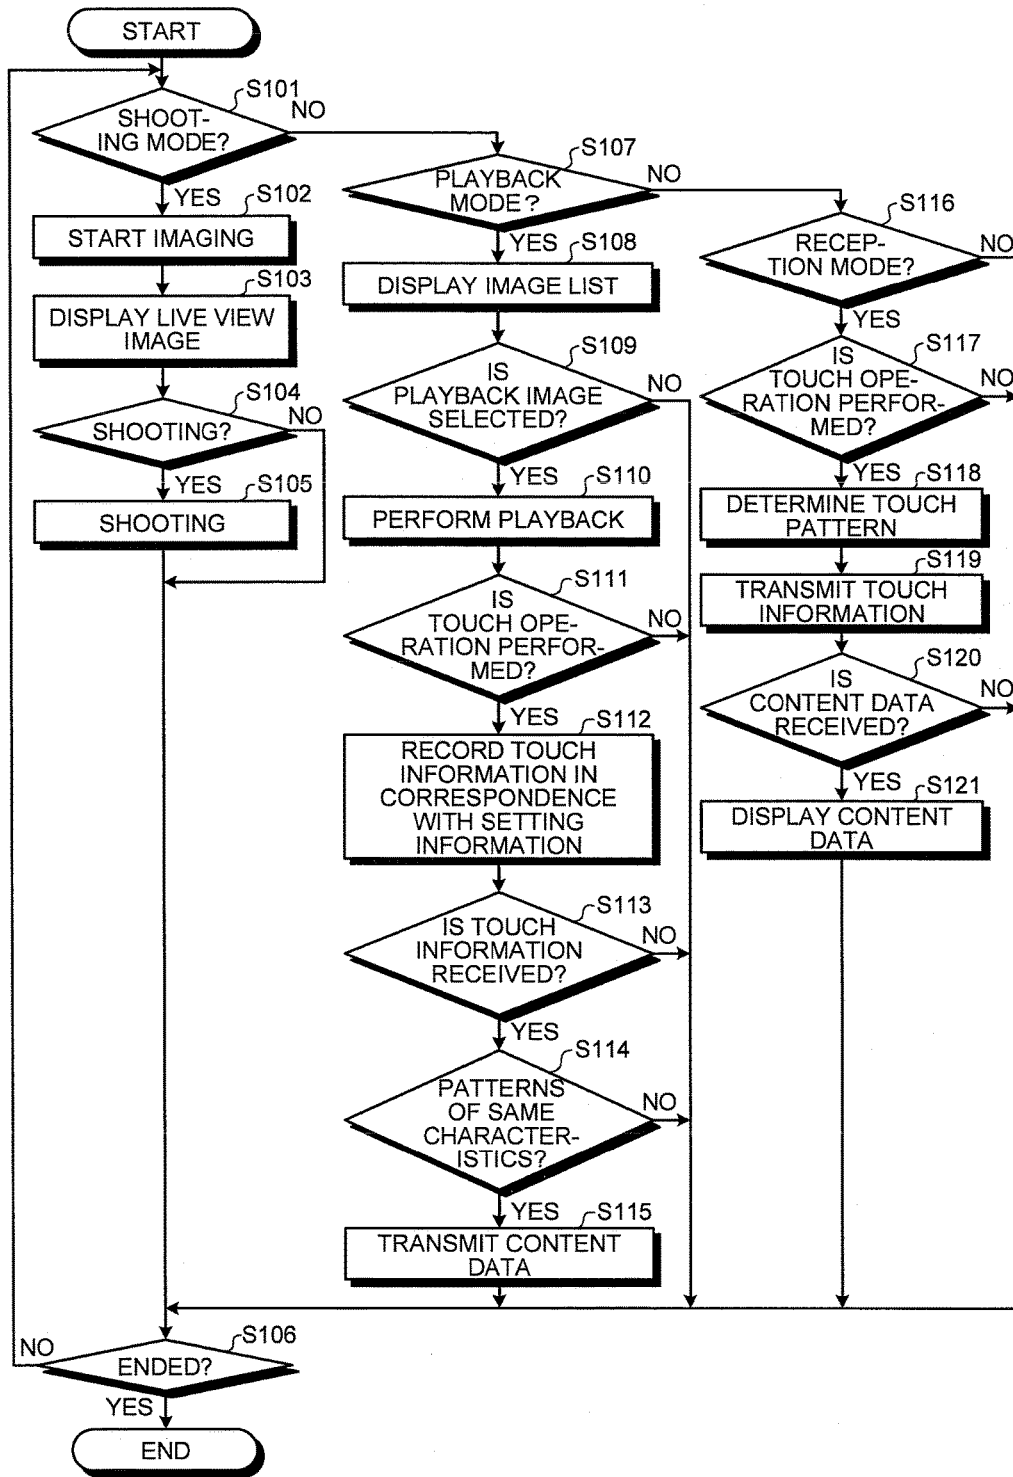 START
S101
SHOOT-
ING MODE?
NO
YES
S102
START IMAGING
S103
DISPLAY LIVE VIEW
IMAGE
S104
SHOOTING?
NO
YES
S105
SHOOTING
S107
PLAYBACK
MODE?
NO
YES
S108
DISPLAY IMAGE LIST
S109
IS
PLAYBACK IMAGE
SELECTED?
NO
YES
S110
PERFORM PLAYBACK
S111
IS
TOUCH OPE-
RATION PERFOR-
MED?
NO
YES
S112
RECORD TOUCH
INFORMATION IN
CORRESPONDENCE
WITH SETTING
INFORMATION
S113
IS TOUCH
INFORMATION
RECEIVED?
NO
YES
S114
PATTERNS
OF SAME
CHARACTER-
ISTICS?
NO
YES
S115
TRANSMIT CONTENT
DATA
S116
RECEP-
TION MODE?
NO
YES
S117
IS
TOUCH OPE-
RATION PERFOR-
MED?
NO
YES
S118
DETERMINE TOUCH
PATTERN
S119
TRANSMIT TOUCH
INFORMATION
S120
IS
CONTENT DATA
RECEIVED?
NO
YES
S121
DISPLAY CONTENT
DATA
S106
NO
ENDED?
YES
END